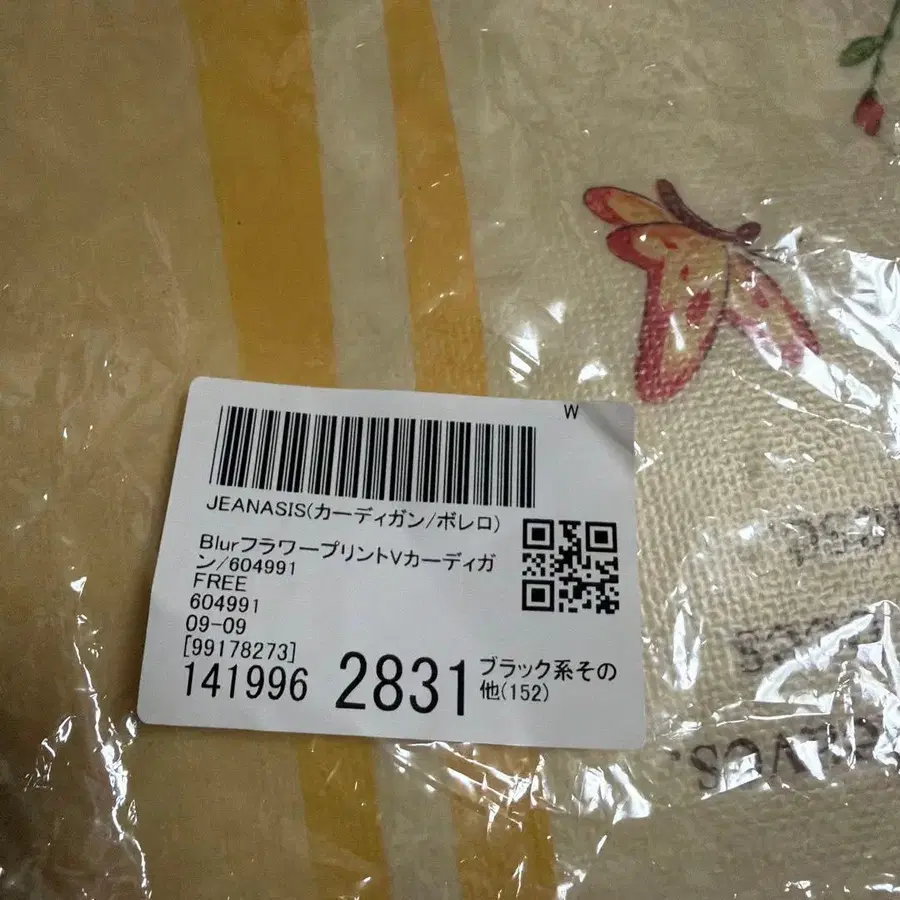 W
JEANASIS(カーディガン/ボレロ)
BlurフラワープリントVカーディガ
ン/604991
FREE
604991
09-09
[99178273]
141996 2831 ブラック系その
他(152)